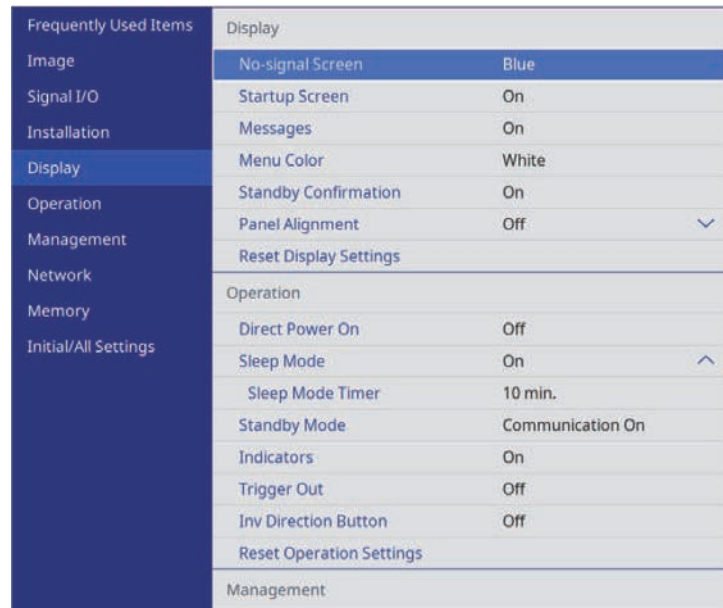 Frequently Used Items
Image
Signal I/O
Installation
Display
Operation
Management
Network
Memory
Initial/All Settings
Display
No-signal Screen Blue
Startup Screen On
Messages On
Menu Color White
Standby Confirmation On
Panel Alignment Off
Reset Display Settings
Operation
Direct Power On Off
Sleep Mode On
Sleep Mode Timer 10 min.
Standby Mode Communication On
Indicators On
Trigger Out Off
Inv Direction Button Off
Reset Operation Settings
Management